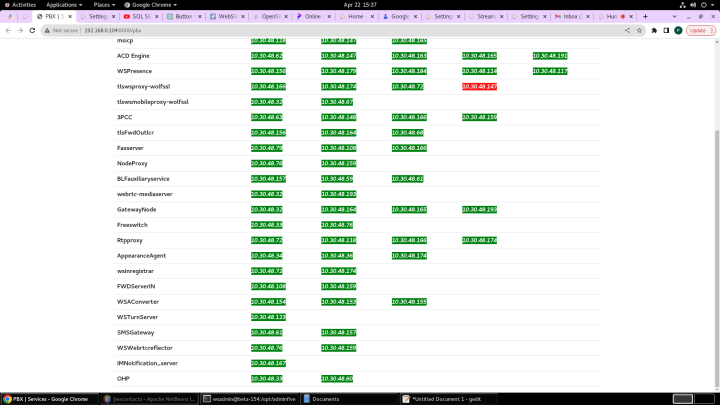 Activities Applications Places Google Chrome Apr 22 15:37
PBX | S Setting SQL SE Button WebSo OpenSI Online Home - Google Setting Stream Setting Inbox ( Hum
Not secure 192.168.0.104:8000/pbx Update
msicp 10.30.48.118 10.30.48.147 10.30.48.165
ACD Engine 10.30.48.62 10.30.48.147 10.30.48.163 10.30.48.165 10.30.48.191
WSPresence 10.30.48.156 10.30.48.179 10.30.48.184 10.30.48.114 10.30.48.117
tlswsproxy-wolfssl 10.30.48.166 10.30.48.174 10.30.48.72 10.30.48.147
tlswsmobileproxy-wolfssl 10.30.48.32 10.30.48.67
3PCC 10.30.48.63 10.30.48.148 10.30.48.166 10.30.48.159
tlsFwdOutIcr 10.30.48.156 10.30.48.164 10.30.48.68
Faxserver 10.30.48.79 10.30.48.108 10.30.48.166
NodeProxy 10.30.48.76 10.30.48.159
BLFauxiliaryservice 10.30.48.157 10.30.48.59 10.30.48.61
webrtc-mediaserver 10.30.48.32 10.30.48.193
GatewayNode 10.30.48.32 10.30.48.164 10.30.48.165 10.30.48.193
Freeswitch 10.30.48.33 10.30.48.76
Rtpproxy 10.30.48.72 10.30.48.118 10.30.48.166 10.30.48.174
AppearanceAgent 10.30.48.34 10.30.48.36 10.30.48.174
wsinregistrar 10.30.48.72 10.30.48.174
FWDServerIN 10.30.48.108 10.30.48.159
WSAConverter 10.30.48.154 10.30.48.153 10.30.48.155
WSTurnServer 10.30.48.123
SMSGateway 10.30.48.61 10.30.48.157
WSWebrtcreflector 10.30.48.76 10.30.48.159
IMNotification_server 10.30.48.167
OHP 10.30.48.33 10.30.48.60
PBX | Services - Google Chrome [wscontacts - Apache NetBeans I... wsadmin@beta-154:/opt/adminfive Documents *Untitled Document 1 - gedit